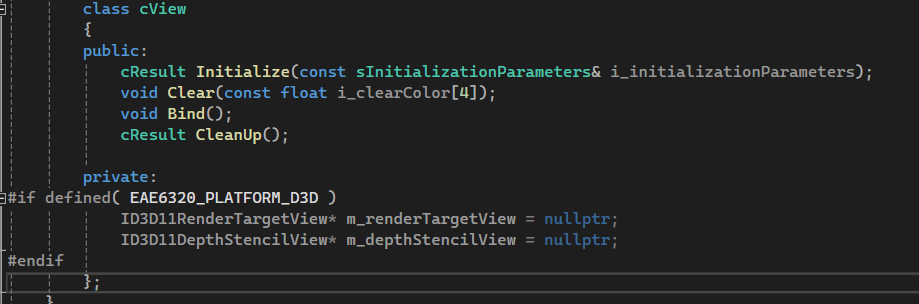 class cView
{
public:
cResult Initialize(const sInitializationParameters& i_initializationParameters);
void Clear(const float i_clearColor[4]);
void Bind();
cResult CleanUp();
private:
#if defined( EAE6320_PLATFORM_D3D )
ID3D11RenderTargetView* m_renderTargetView = nullptr;
ID3D11DepthStencilView* m_depthStencilView = nullptr;
#endif
};
}